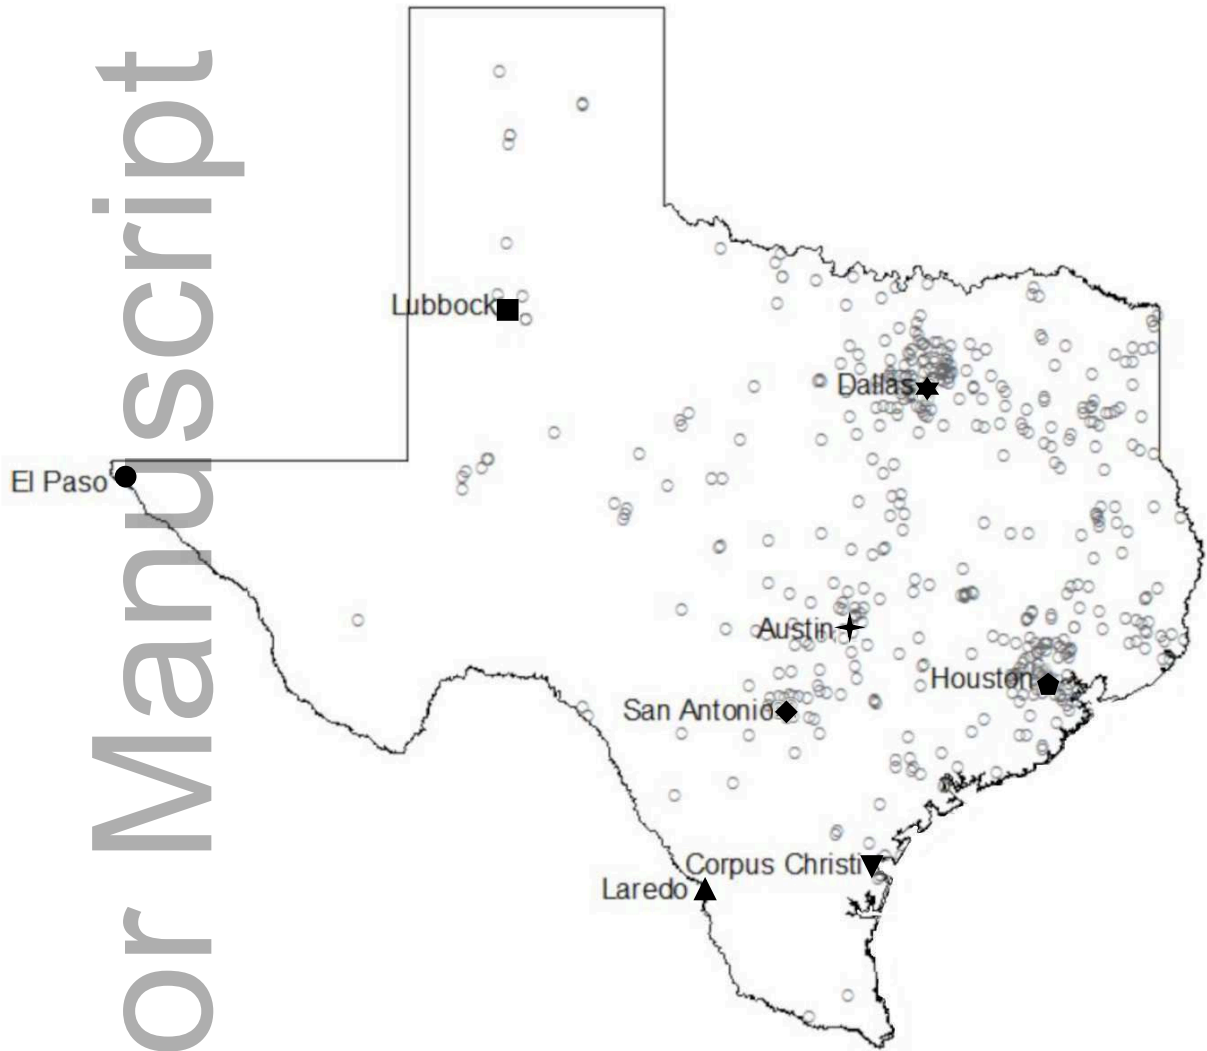 or Manuscript
Lubbock
Dallas
El Paso
Austin
Houston
San Antonio
Corpus Christi
Laredo